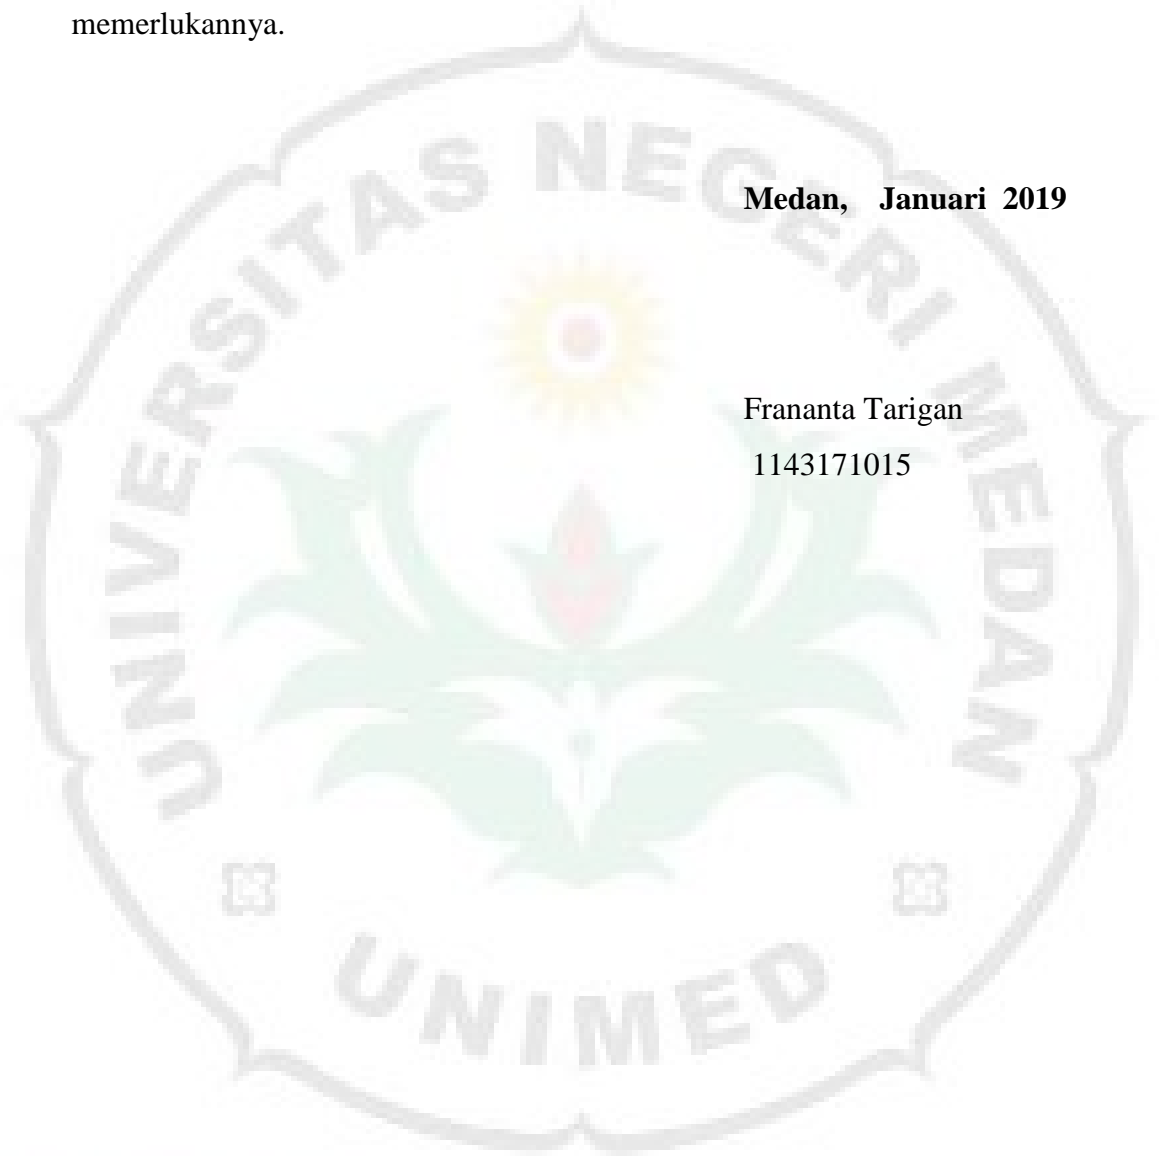 memerlukannya.
Medan, Januari 2019
Frananta Tarigan
1143171015
UNIVERSITAS NEGERI MEDAN
UNIMED